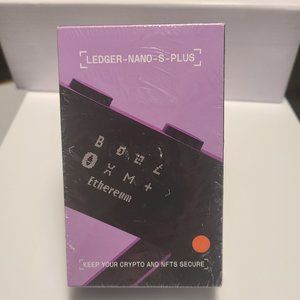 LEDGER-NANO-S-PLUS
Ethereum
KEEP YOUR CRYPTO AND NFTS SECURE